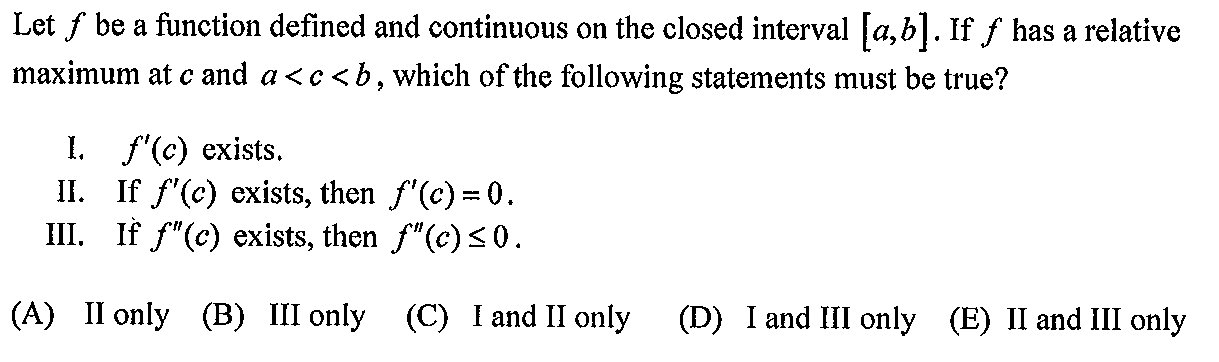 Let f be a function defined and continuous on the closed interval [a,b]. If f has a relative
maximum at c and a < c < b, which of the following statements must be true?
I. f'(c) exists.
II. If f'(c) exists, then f'(c) = 0.
III. If f"(c) exists, then f"(c) ≤ 0.
(A) II only (B) III only (C) I and II only (D) I and III only (E) II and III only